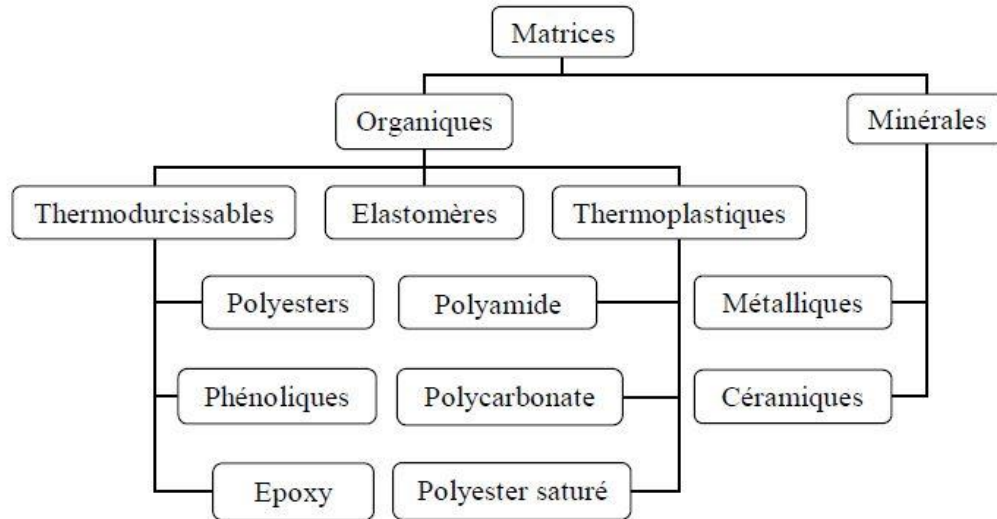 Matrices
Organiques
Minérales
Thermodurcissables
Elastomères
Thermoplastiques
Polyesters
Polyamide
Métalliques
Phénoliques
Polycarbonate
Céramiques
Epoxy
Polyester saturé